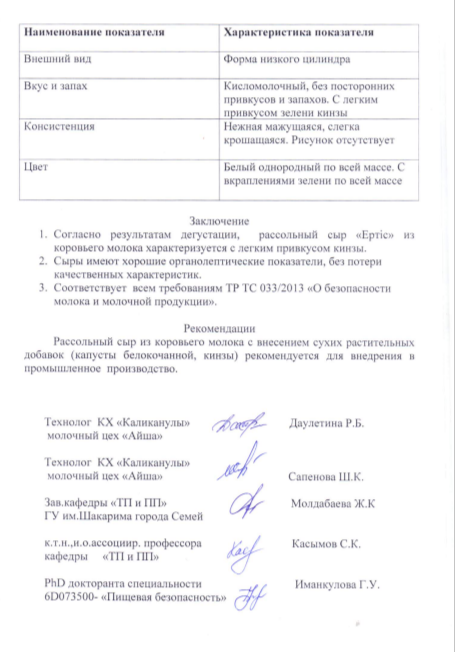 Наименование показателя Характеристика показателя
Внешний вид Форма низкого цилиндра
Вкус и запах Кисломолочный, без посторонних
привкусов и запахов. С легким
привкусом зелени кинзы
Консистенция Нежная мажущаяся, слегка
крошащаяся. Рисунок отсутствует
Цвет Белый однородный по всей массе. С
вкраплениями зелени по всей массе
Заключение
1. Согласно результатам дегустации, рассольный сыр «Ертіс» из
коровьего молока характеризуется с легким привкусом кинзы.
2. Сыры имеют хорошие органолептические показатели, без потери
качественных характеристик.
3. Соответствует всем требованиям ТР ТС 033/2013 «О безопасности
молока и молочной продукции».
Рекомендации
Рассольный сыр из коровьего молока с внесением сухих растительных
добавок (капусты белокочанной, кинзы) рекомендуется для внедрения в
промышленное производство.
Технолог КХ «Каликанулы» Даулетина Р.Б.
молочный цех «Айша»
Технолог КХ «Каликанулы»
молочный цех «Айша» Сапенова Ш.К.
Зав.кафедры «ТП и ПП» Молдабаева Ж.К
ГУ им.Шакарима города Семей
к.т.н.,и.о.ассоциир. профессора Касымов С.К.
кафедры «ТП и ПП»
PhD докторанта специальности Иманкулова Г.У.
6D073500- «Пищевая безопасность»